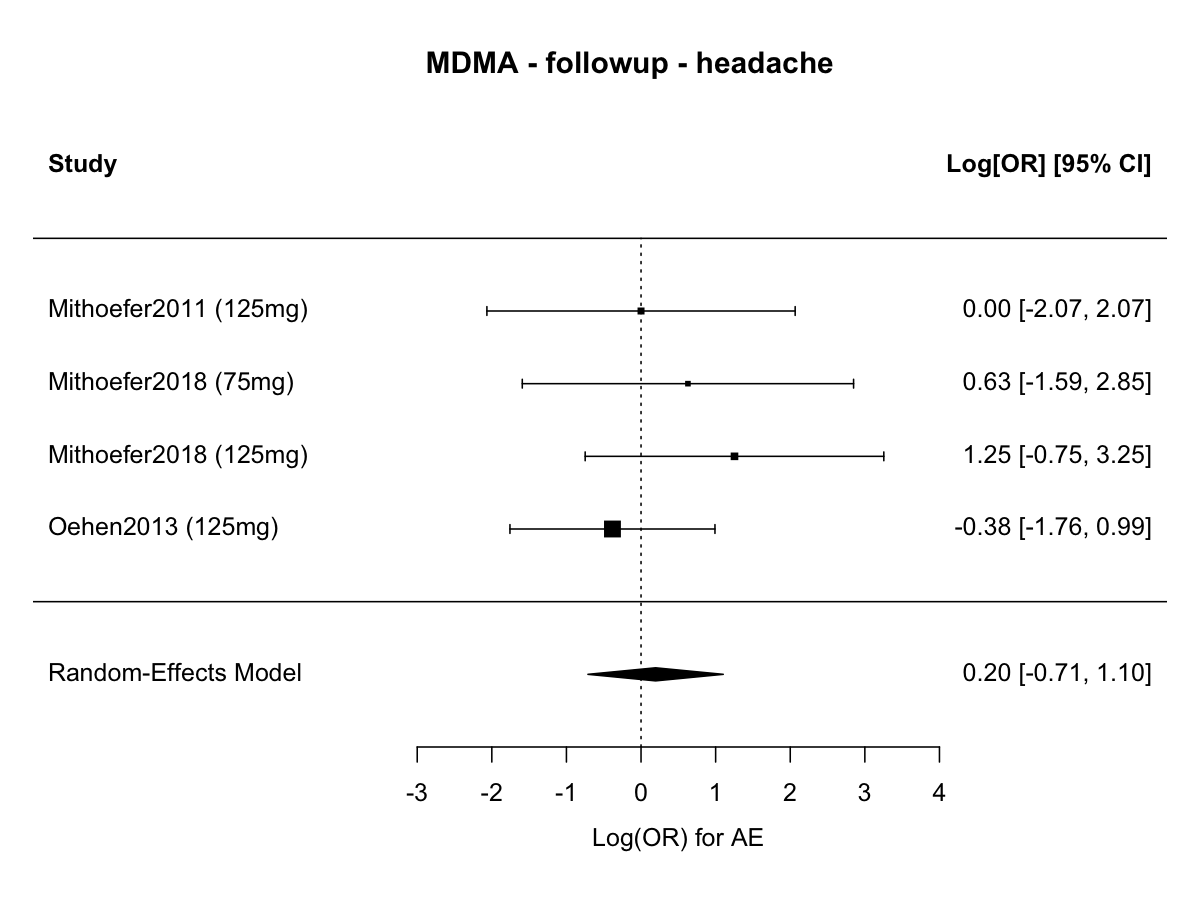 MDMA - followup - headache
Study Log[OR] [95% CI]
Mithoefer2011 (125mg) 0.00 [-2.07, 2.07]
Mithoefer2018 (75mg) 0.63 [-1.59, 2.85]
Mithoefer2018 (125mg) 1.25 [-0.75, 3.25]
Oehen2013 (125mg) -0.38 [-1.76, 0.99]
Random-Effects Model 0.20 [-0.71, 1.10]
-3 -2 -1 0 1 2 3 4
Log(OR) for AE